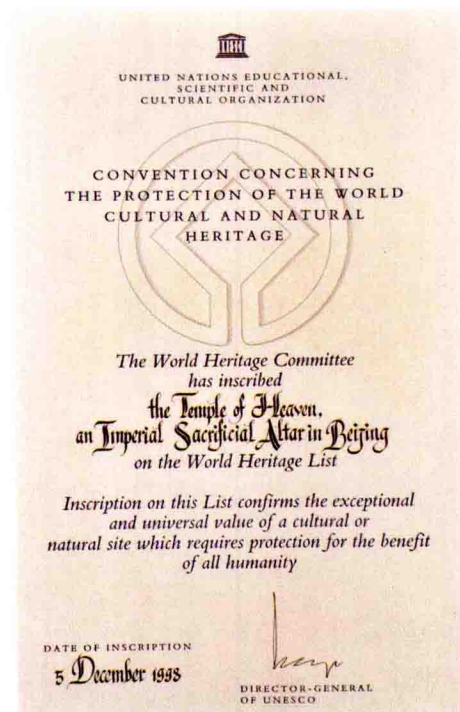 UNITED NATIONS EDUCATIONAL,
SCIENTIFIC AND
CULTURAL ORGANIZATION
CONVENTION CONCERNING
THE PROTECTION OF THE WORLD
CULTURAL AND NATURAL
HERITAGE
The World Heritage Committee
has inscribed
the Temple of Heaven,
an Imperial Sacrificial Altar in Beijing
on the World Heritage List
Inscription on this List confirms the exceptional
and universal value of a cultural or
natural site which requires protection for the benefit
of all humanity
DATE OF INSCRIPTION
5 December 1998
DIRECTOR-GENERAL
OF UNESCO